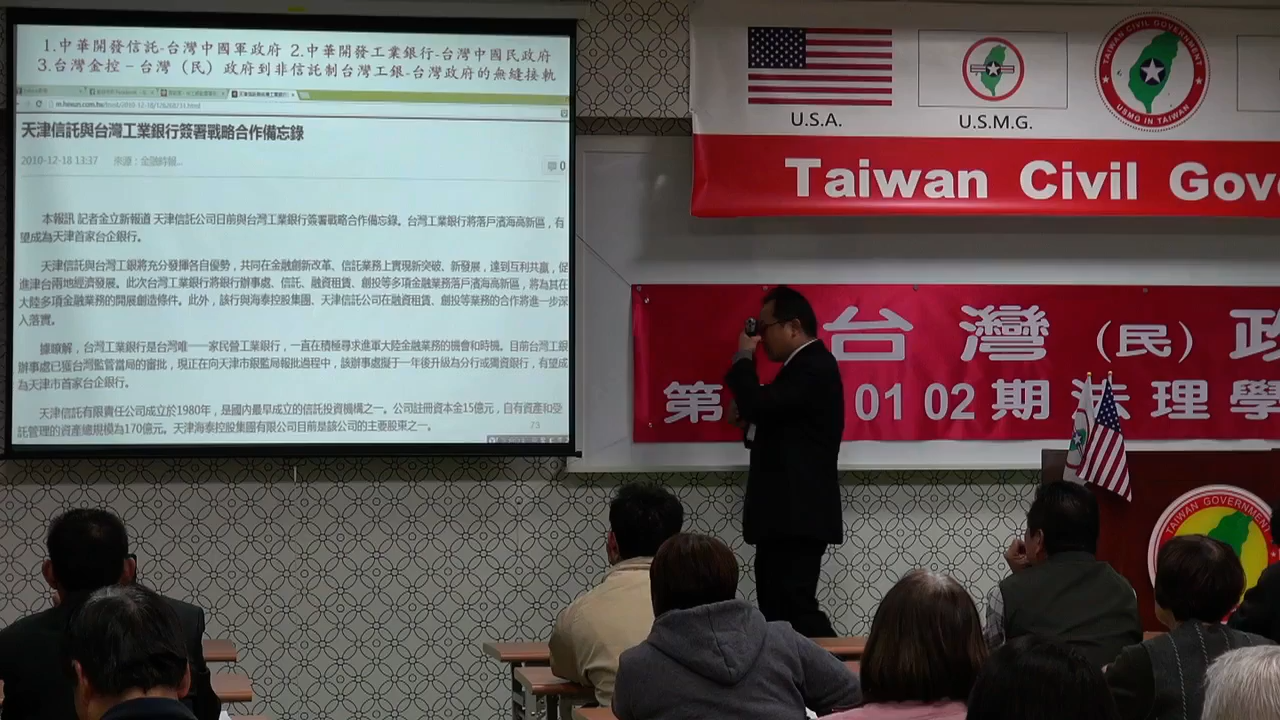 1.中華開發信託-台灣中國軍政府 2.中華開發工業銀行-台灣中國民政府
3.台灣金控－台灣（民）政府到非信託制台灣工銀-台灣政府的無縫接軌
天津信託與台灣工業銀行簽署戰略合作備忘錄
2010-12-18 13:37 來源：金融時報...
0
本報訊 記者金立新報道 天津信託公司日前與台灣工業銀行簽署戰略合作備忘錄。台灣工業銀行將落戶濱海高新區，有
望成為天津首家台企銀行。
天津信託與台灣工銀將充分發揮各自優勢，共同在金融創新改革、信託業務上實現新突破、新發展，達到互利共贏，促
進津台兩地經濟發展。此次台灣工業銀行將銀行辦事處、信託、融資租賃、創投等多項金融業務落戶濱海高新區，將為其在
大陸多項金融業務的開展創造條件。此外，該行與海泰控股集團、天津信託公司在融資租賃、創投等業務的合作將進一步深
入落實。
據瞭解，台灣工業銀行是台灣唯一一家民營工業銀行，一直在積極尋求進軍大陸金融業務的機會和時機。目前台灣工銀
辦事處已獲台灣監管當局的審批，現正在向天津市銀監局報批過程中，該辦事處擬于一年後升級為分行或獨資銀行，有望成
為天津市首家台企銀行。
天津信託有限責任公司成立於1980年，是國內最早成立的信託投資機構之一。公司註冊資本金15億元，自有資產和受
託管理的資產總規模為170億元。天津海泰控股集團有限公司目前是該公司的主要股東之一。
73
U.S.A.
U.S.M.G.
TAIWAN CIVIL GOVERNMENT
USMG IN TAIWAN
Taiwan Civil Gov
台灣（民）政
第 01 02 期 法 理 學
TAIWAN GOVERNMENT